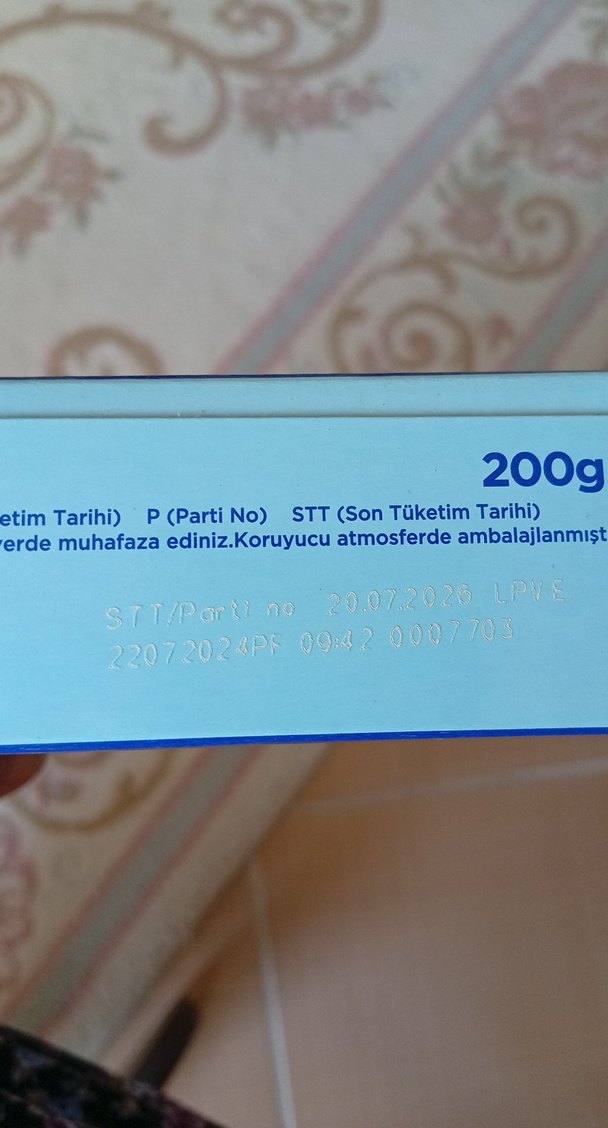 200g
etim Tarihi) P (Parti No) STT (Son Tüketim Tarihi)
erde muhafaza ediniz.Koruyucu atmosferde ambalajlanmışt
STT/Parti no 20.07.2026 LPVE
22072024PF 09:42 0007703